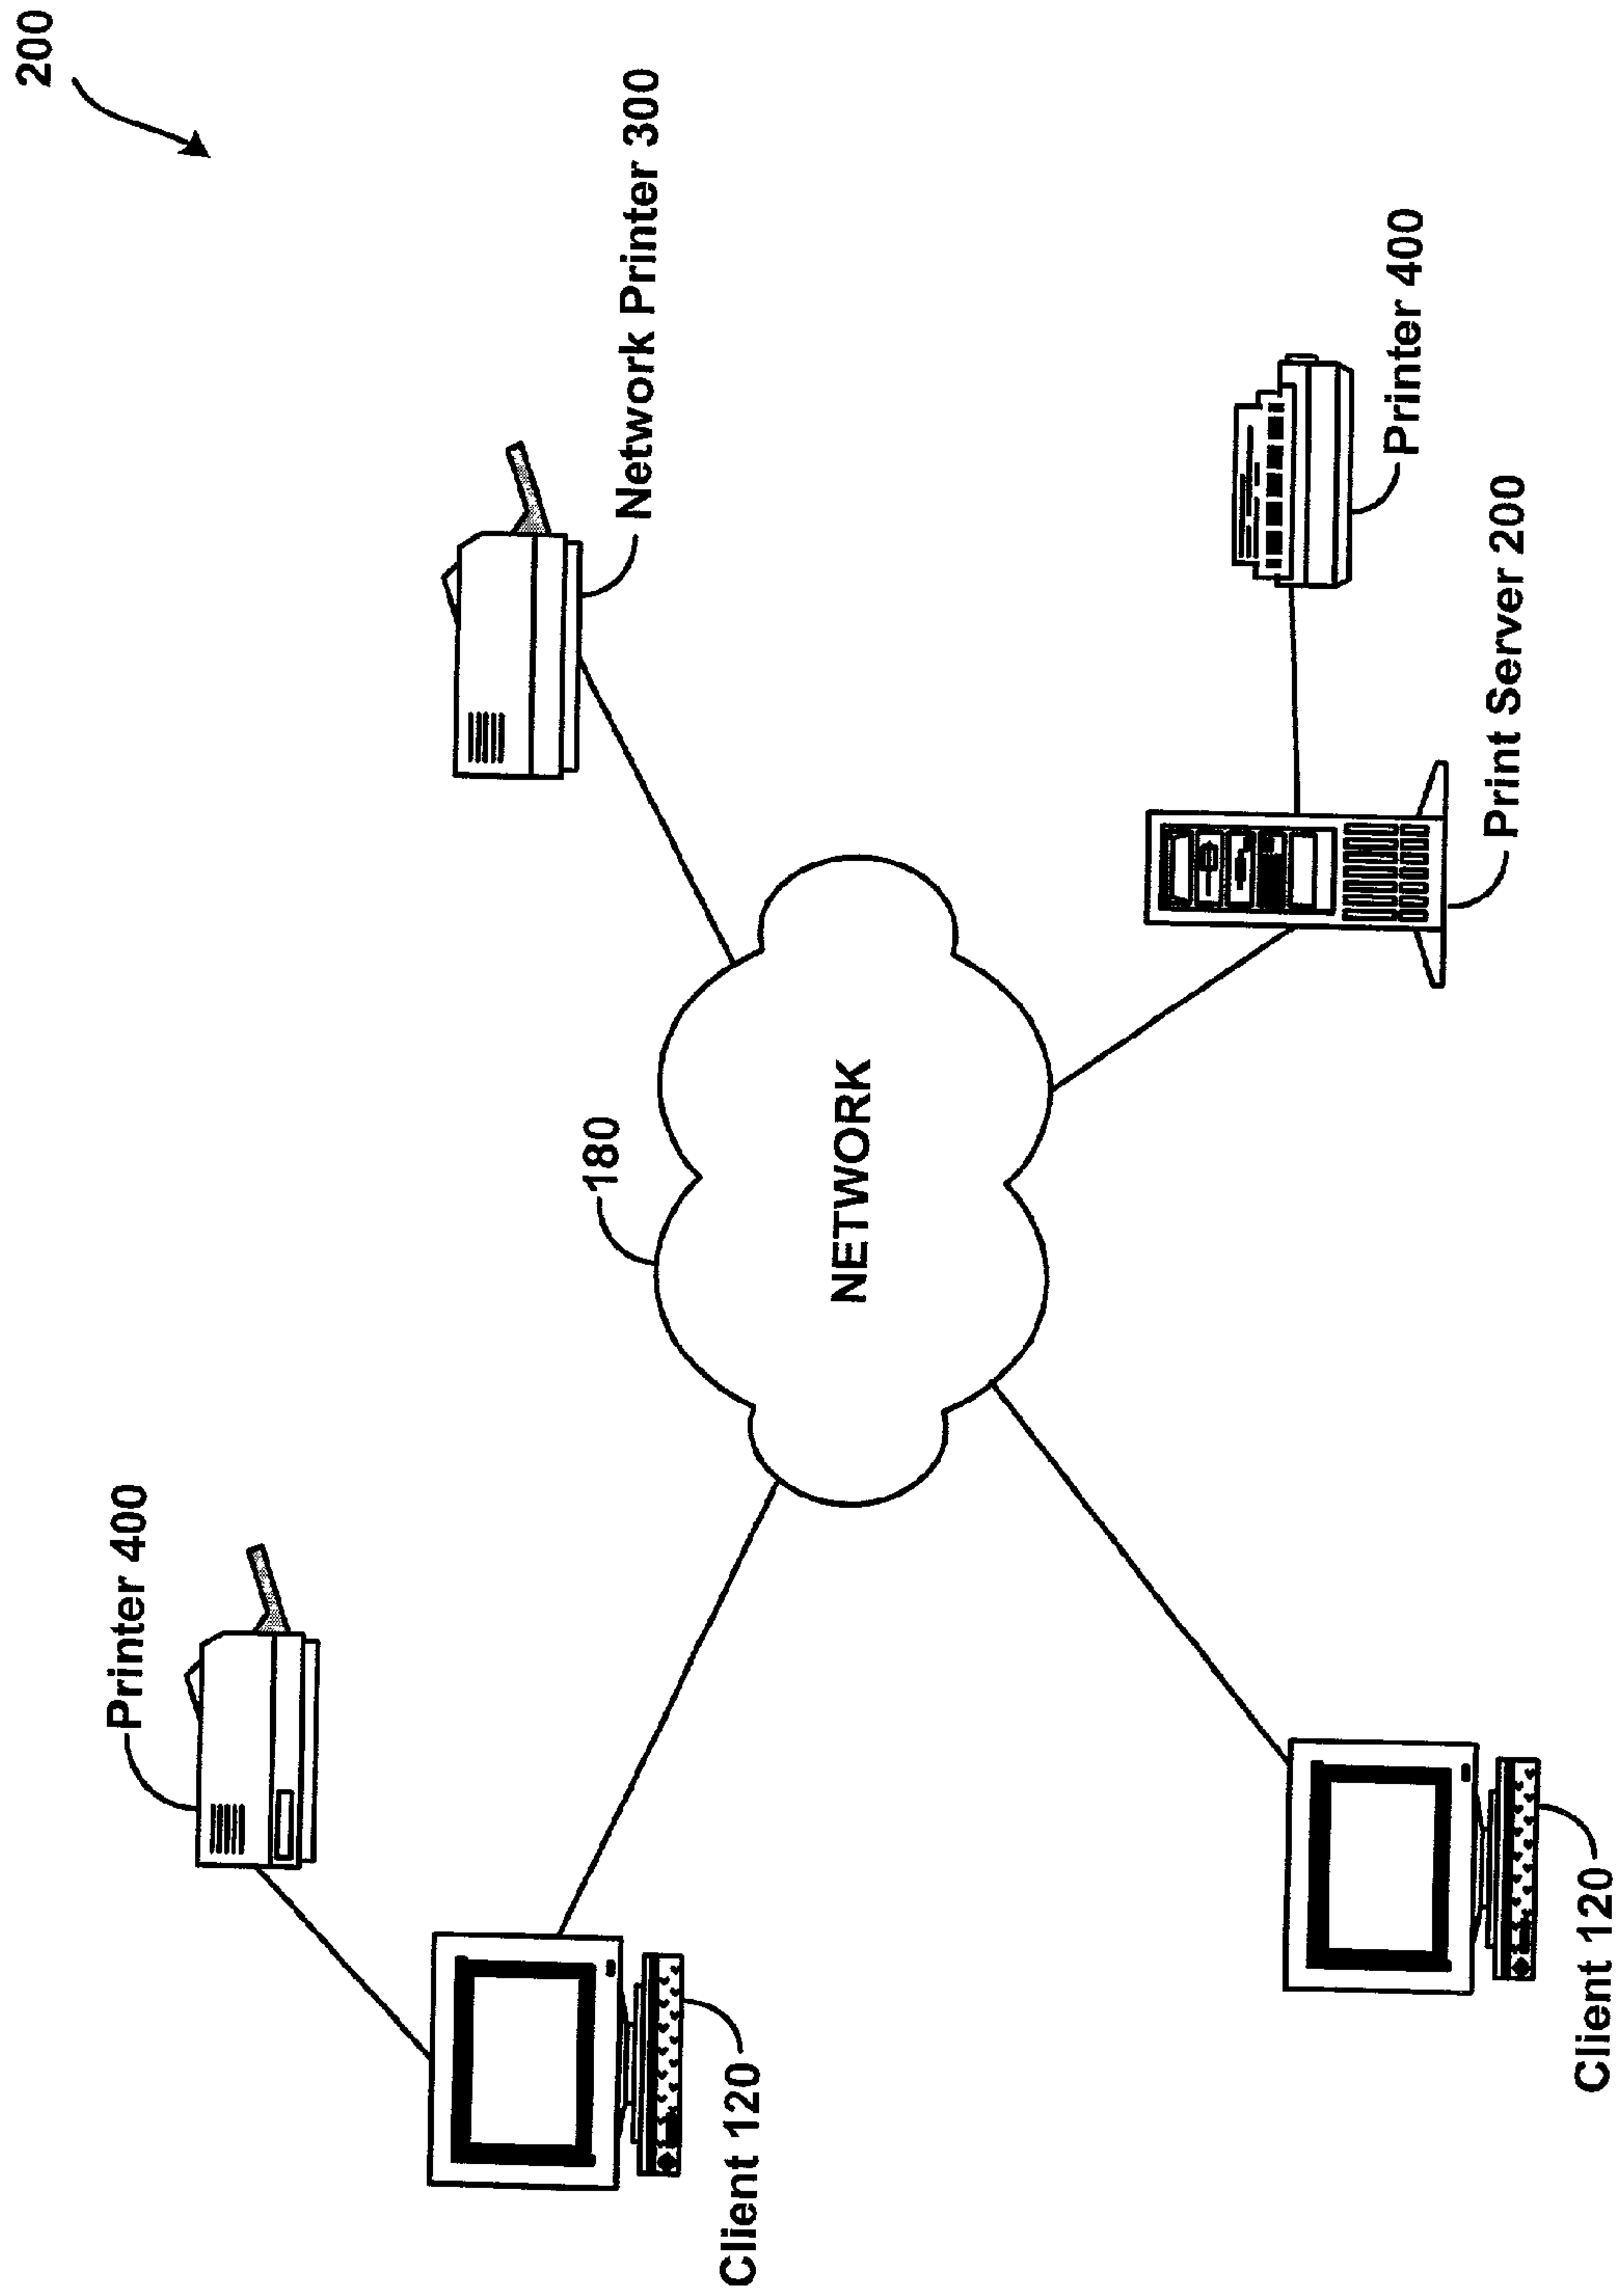 200
Printer 400
Network Printer 300
180
Client 120
NETWORK
Printer 400
Print Server 200
Client 120